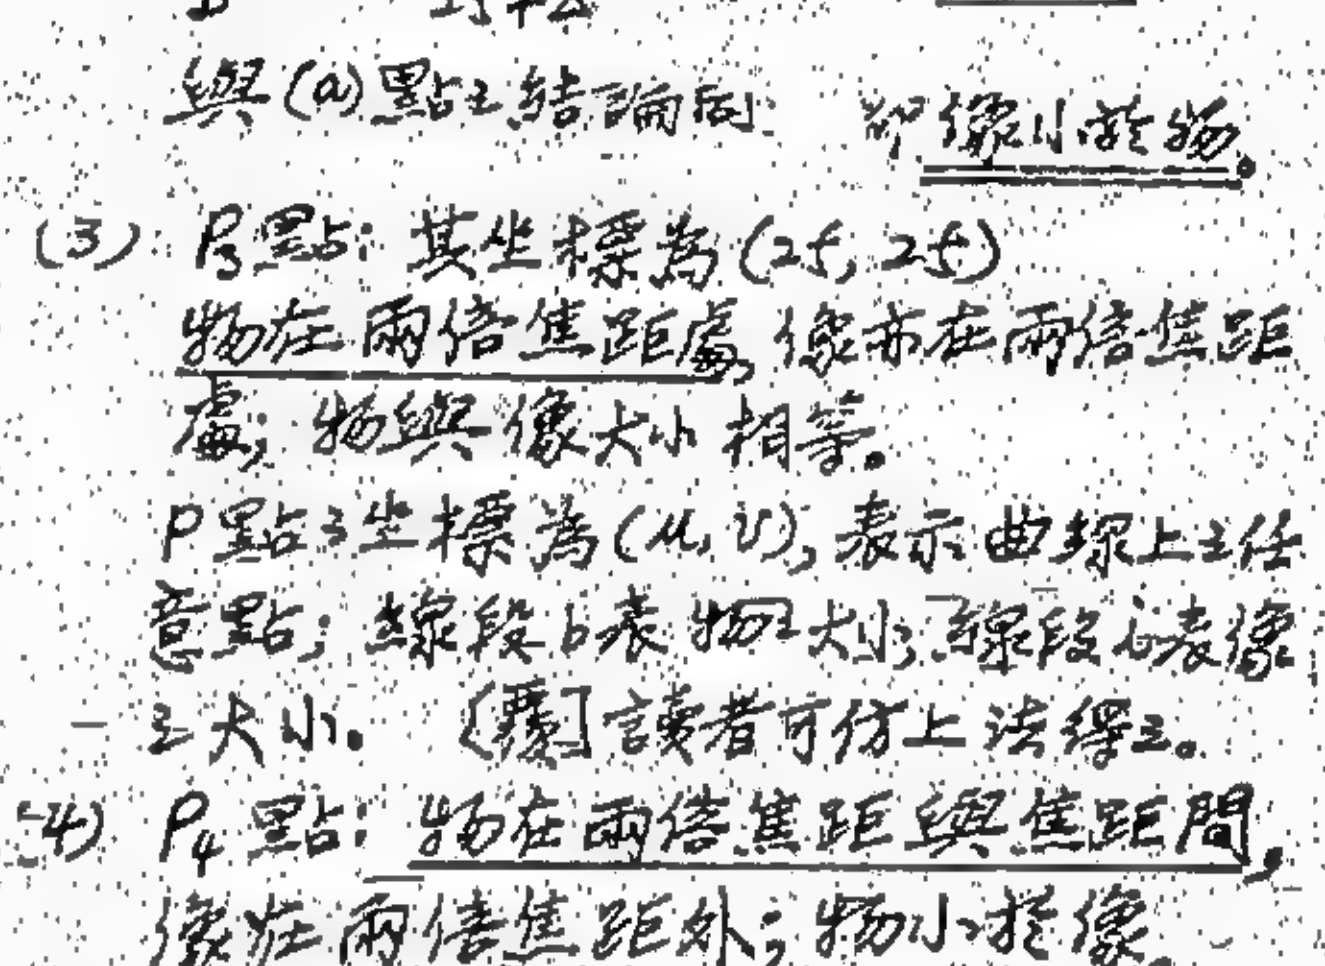 與(a)點之結論同 即像小於物。
(3) P₃點: 其坐標為(2f, 2f)
物在兩倍焦距處, 像亦在兩倍焦距
處; 物與像大小相等。
P點之坐標為(u, v), 表示曲線上之任
意點; 線段b表物之大小; 線段i表像
之大小. 讀者可仿上法得之。
(4) P₄點: 物在兩倍焦距與焦距間,
像在兩倍焦距外; 物小於像